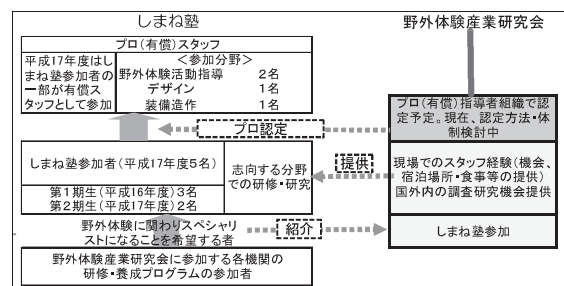 しまね塾
野外体験産業研究会
プロ(有償)スタッフ
平成17年度はし
まね塾参加者の
一部が有償ス
タッフとして参加
＜参加分野＞
野外体験活動指導 2名
デザイン 1名
装備造作 1名
プロ(有償)指導者組織で認
定予定。現在、認定方法・体
制検討中
プロ認定
しまね塾参加者(平成17年度5名)
第1期生(平成16年度)3名
第2期生(平成17年度)2名
志向する分野
での研修・研究
提供
現場でのスタッフ経験(機会、
宿泊場所・食事等の提供)
国内外の調査研究機会提供
野外体験に関わりスペシャリ
ストになることを希望する者
紹介
しまね塾参加
野外体験産業研究会に参加する各機関の
研修・養成プログラムの参加者